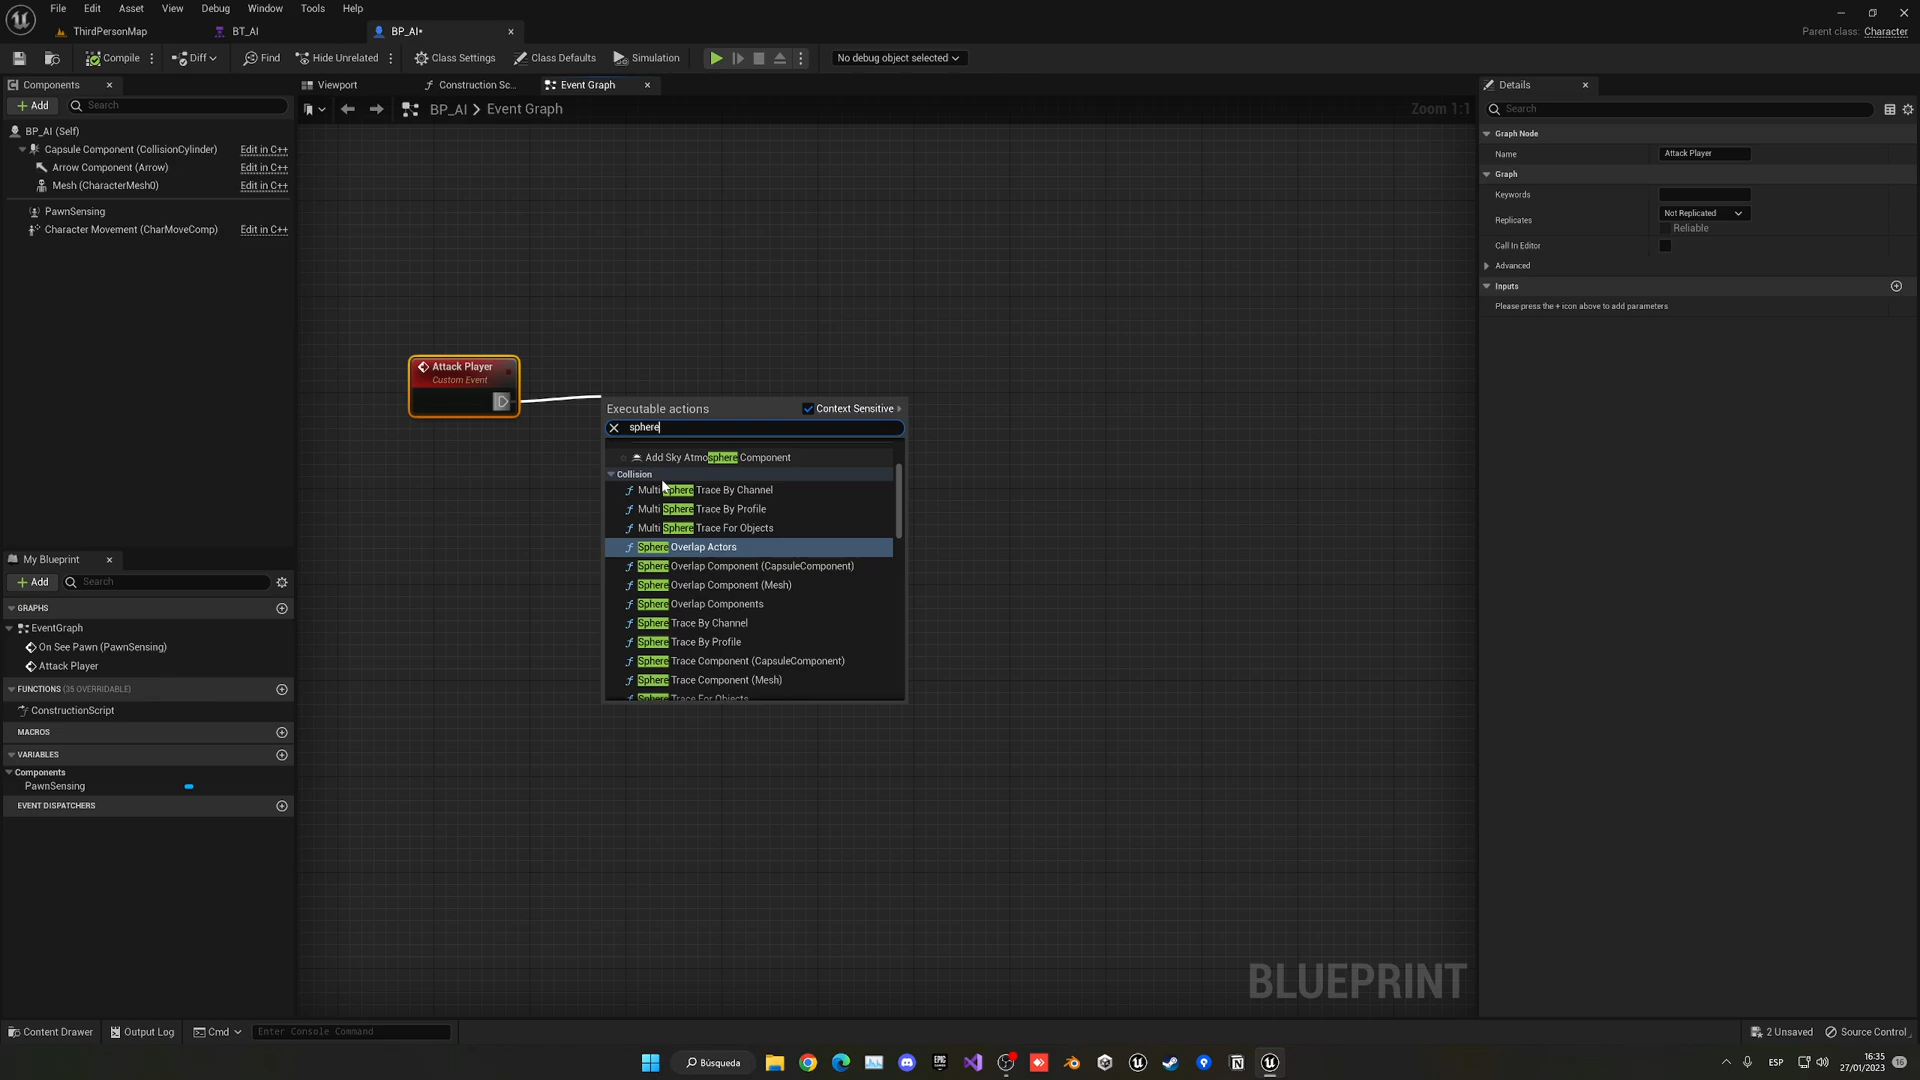 File Edit Asset View Debug Window Tools Help
ThirdPersonMap BT_AI BP_AI* Parent class: Character
Compile Diff Find Hide Unrelated Class Settings Class Defaults Simulation No debug object selected
Components Viewport Construction Sc... Event Graph Details
Add Search BP_AI > Event Graph Zoom 1:1 Search
BP_AI (Self) Graph Node
Capsule Component (CollisionCylinder) Edit in C++ Name Attack Player
Arrow Component (Arrow) Edit in C++ Graph
Mesh (CharacterMesh0) Edit in C++ Keywords
PawnSensing Replicates Not Replicated
Character Movement (CharMoveComp) Edit in C++ Reliable
Call In Editor
Advanced
Inputs
Please press the + icon above to add parameters
Attack Player
Custom Event
Executable actions Context Sensitive
sphere
Add Sky Atmosphere Component
Collision
Multi Sphere Trace By Channel
Multi Sphere Trace By Profile
Multi Sphere Trace For Objects
Sphere Overlap Actors
Sphere Overlap Component (CapsuleComponent)
Sphere Overlap Component (Mesh)
Sphere Overlap Components
Sphere Trace By Channel
Sphere Trace By Profile
Sphere Trace Component (CapsuleComponent)
Sphere Trace Component (Mesh)
Sphere Trace For Objects
My Blueprint
Add Search
GRAPHS
EventGraph
On See Pawn (PawnSensing)
Attack Player
FUNCTIONS (35 OVERRIDABLE)
ConstructionScript
MACROS
VARIABLES
Components
PawnSensing
EVENT DISPATCHERS
BLUEPRINT
Content Drawer Output Log Cmd Enter Console Command 2 Unsaved Source Control
Búsqueda ESP 16:35
27/01/2023 16